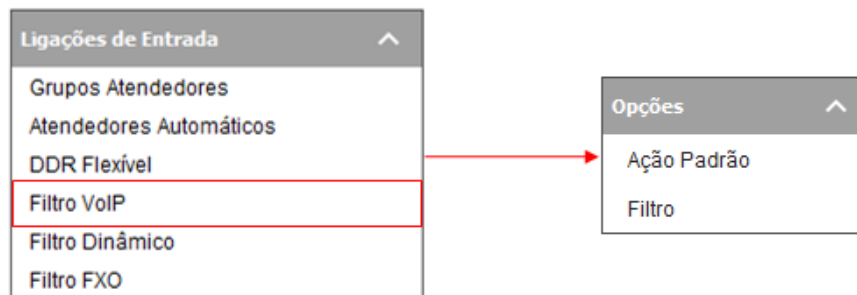 Ligações de Entrada
Grupos Atendedores
Atendedores Automáticos
DDR Flexível
Filtro VoIP
Filtro Dinâmico
Filtro FXO
Opções
Ação Padrão
Filtro